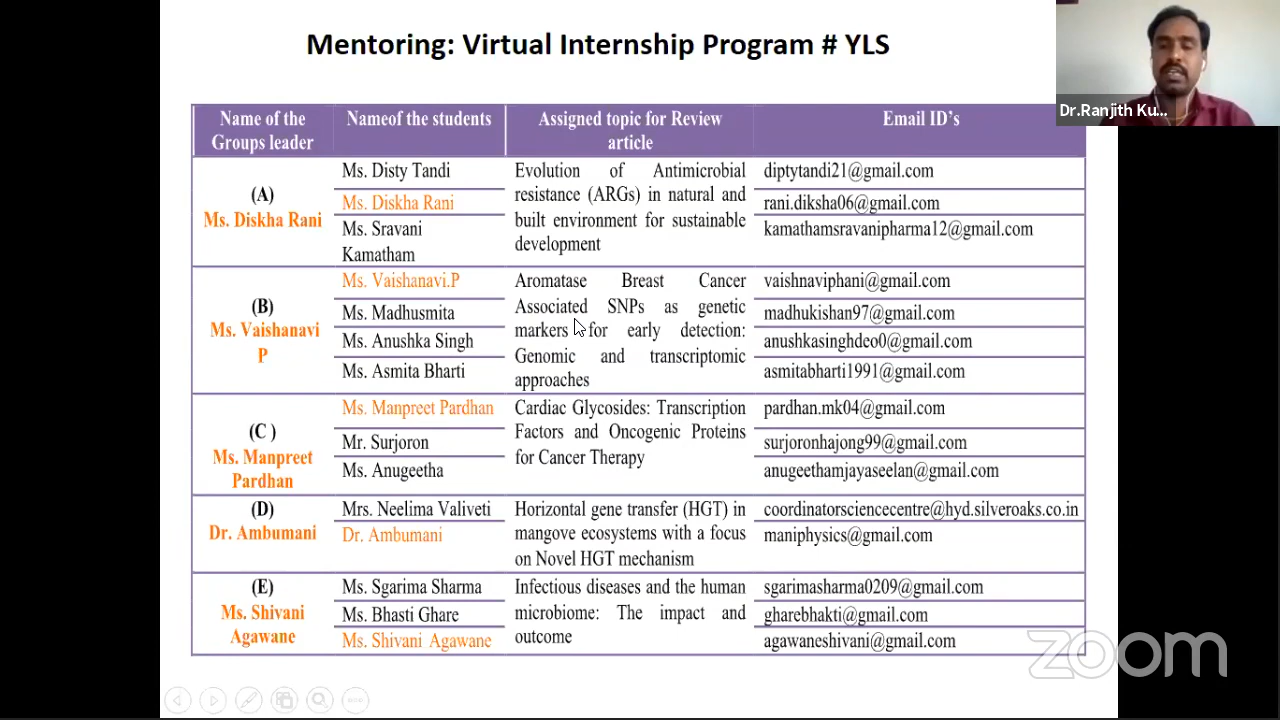 Mentoring: Virtual Internship Program # YLS
Dr.Ranjith Ku...
Name of the Groups leader
Nameof the students
Assigned topic for Review article
Email ID's
(A)
Ms. Diskha Rani
Ms. Disty Tandi
Ms. Diskha Rani
Ms. Sravani
Kamatham
Evolution of Antimicrobial
resistance (ARGs) in natural and
built environment for sustainable
development
diptytandi21@gmail.com
rani.diksha06@gmail.com
kamathamsravanipharma12@gmail.com
(B)
Ms. Vaishanavi
P
Ms. Vaishanavi.P
Ms. Madhusmita
Ms. Anushka Singh
Ms. Asmita Bharti
Aromatase Breast Cancer
Associated SNPs as genetic
markers for early detection:
Genomic and transcriptomic
approaches
vaishnaviphani@gmail.com
madhukishan97@gmail.com
anushkasinghdeo0@gmail.com
asmitabharti1991@gmail.com
(C )
Ms. Manpreet
Pardhan
Ms. Manpreet Pardhan
Mr. Surjoron
Ms. Anugeetha
Cardiac Glycosides: Transcription
Factors and Oncogenic Proteins
for Cancer Therapy
pardhan.mk04@gmail.com
surjoronhajong99@gmail.com
anugeethamjayaseelan@gmail.com
(D)
Dr. Ambumani
Mrs. Neelima Valiveti
Dr. Ambumani
Horizontal gene transfer (HGT) in
mangove ecosystems with a focus
on Novel HGT mechanism
coordinatorsciencecentre@hyd.silveroaks.co.in
maniphysics@gmail.com
(E)
Ms. Shivani
Agawane
Ms. Sgarima Sharma
Ms. Bhasti Ghare
Ms. Shivani Agawane
Infectious diseases and the human
microbiome: The impact and
outcome
sgarimasharma0209@gmail.com
gharebhakti@gmail.com
agawaneshivani@gmail.com
zoom